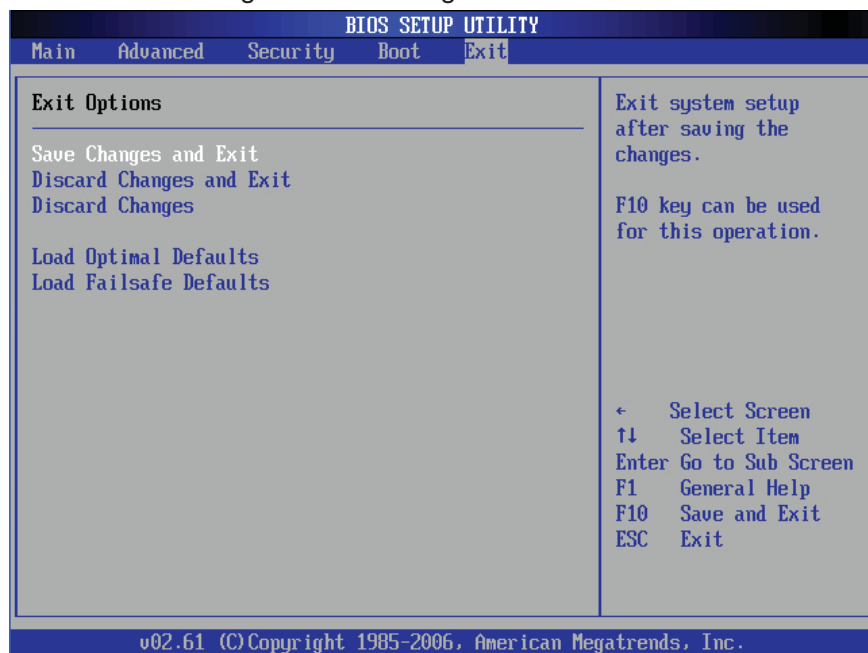 BIOS SETUP UTILITY
Main Advanced Security Boot Exit
Exit Options
Save Changes and Exit
Discard Changes and Exit
Discard Changes
Load Optimal Defaults
Load Failsafe Defaults
Exit system setup
after saving the
changes.
F10 key can be used
for this operation.
← Select Screen
↑↓ Select Item
Enter Go to Sub Screen
F1 General Help
F10 Save and Exit
ESC Exit
v02.61 (C)Copyright 1985-2006, American Megatrends, Inc.